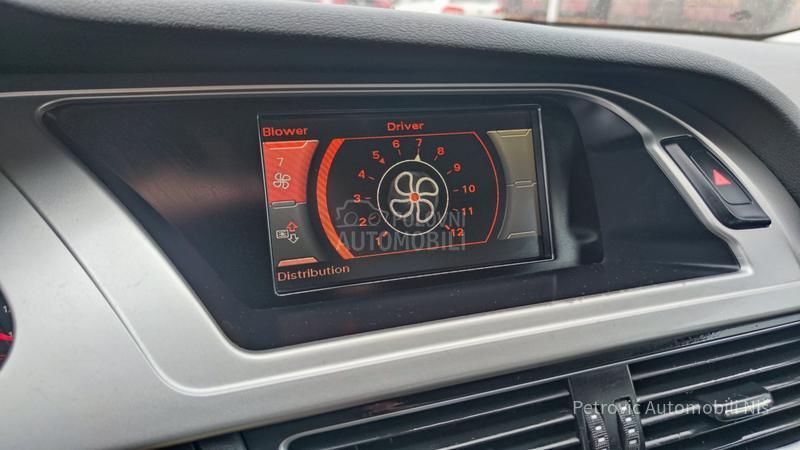 Blower
Driver
7
1 2 3 4 5 6 7 8 9 10 11 12
Distribution
POLOVNI
AUTOMOBILI
Petrovic Automobili Nis